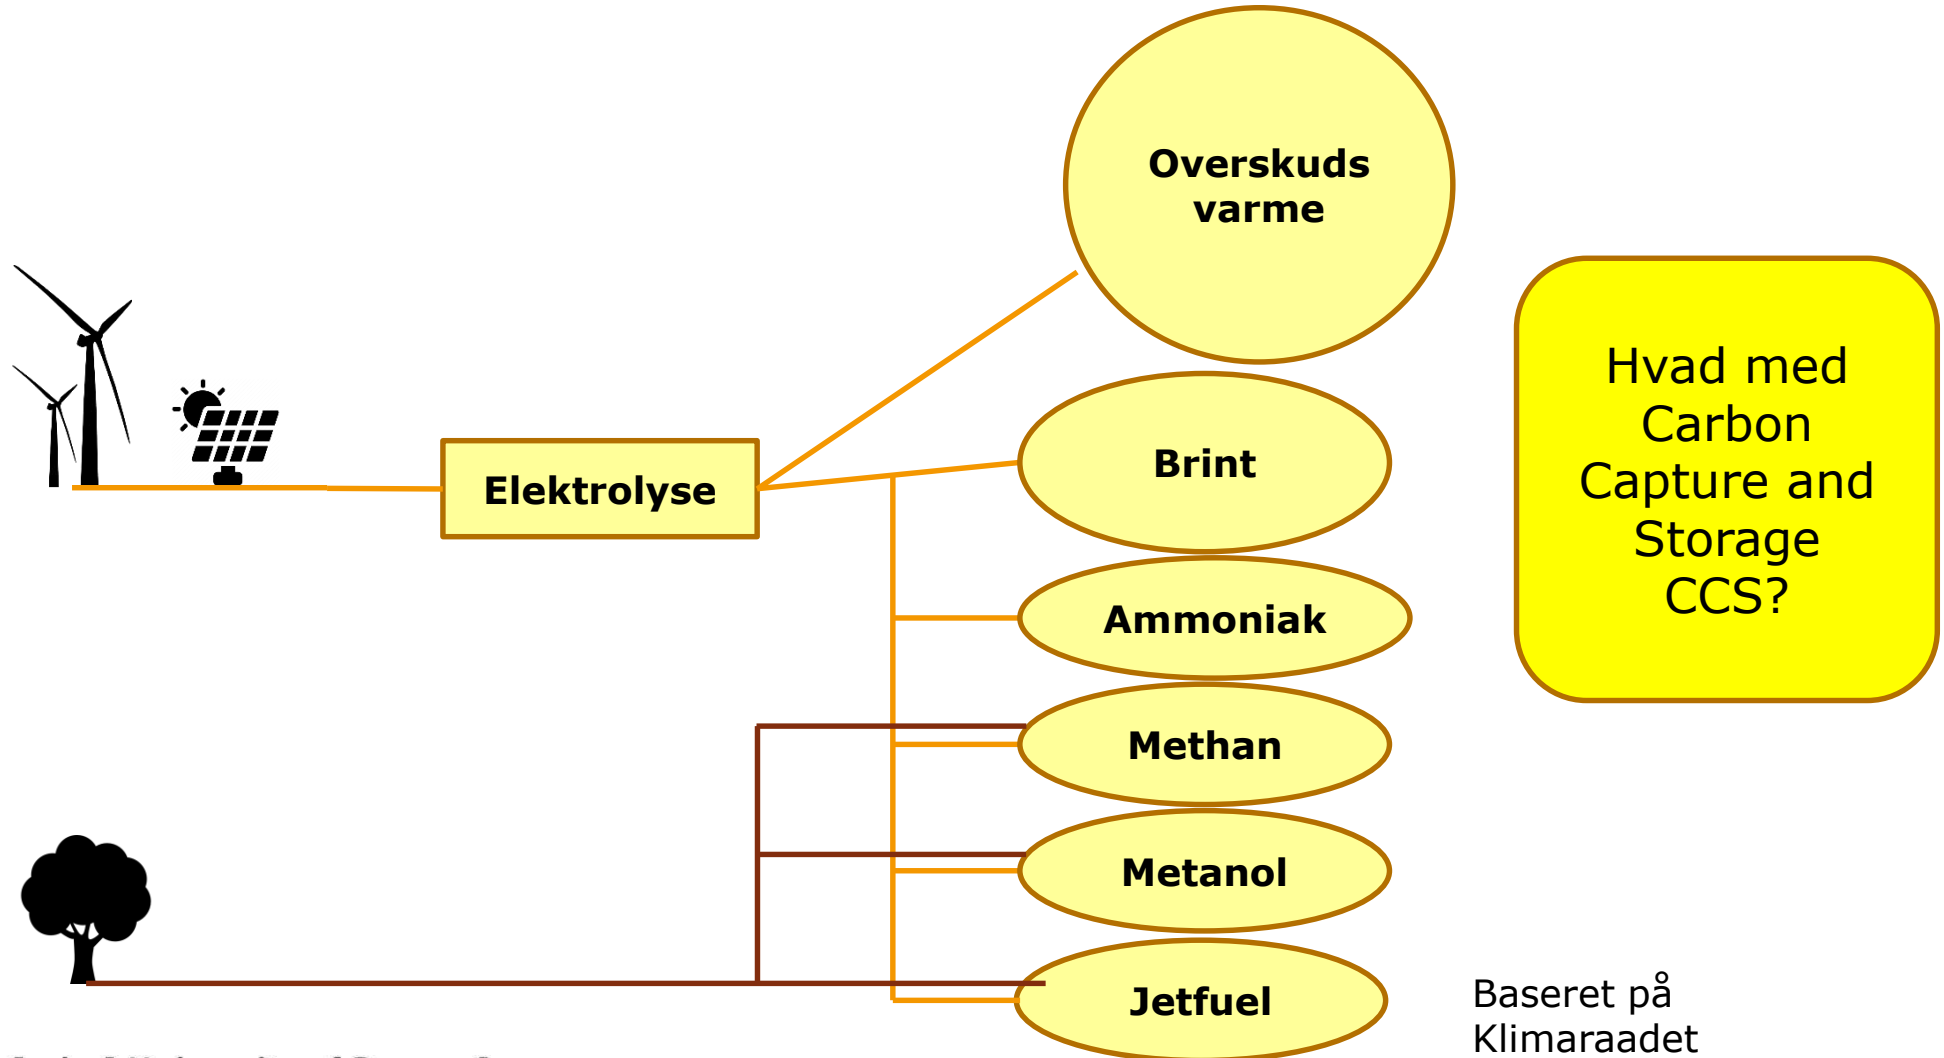 Overskuds
varme
Brint
Elektrolyse
Ammoniak
Methan
Metanol
Jetfuel
Hvad med
Carbon
Capture and
Storage
CCS?
Baseret på
Klimaraadet